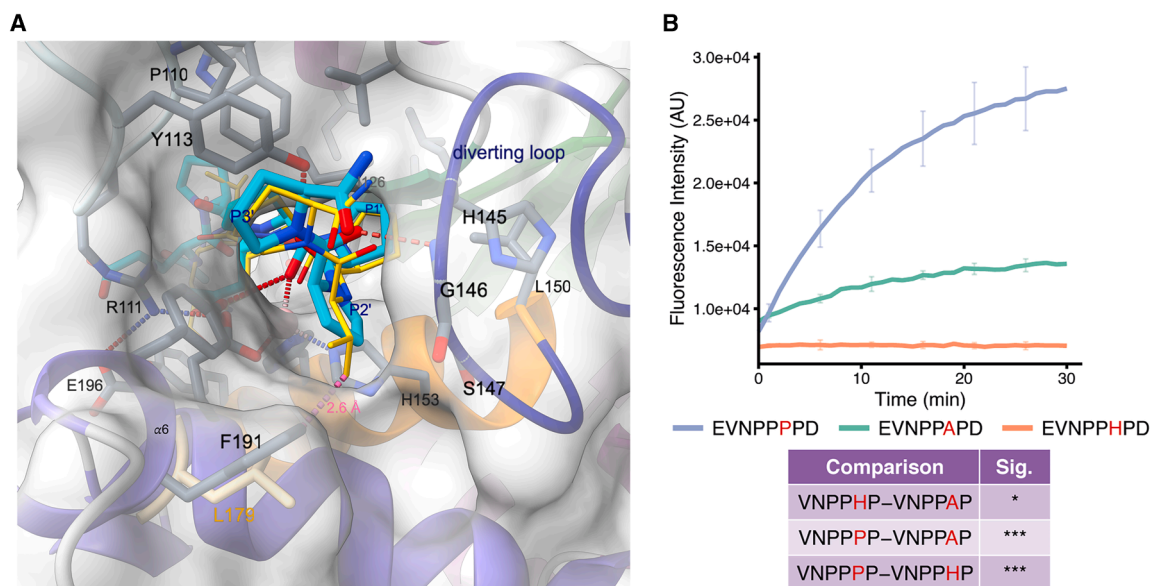 A
P110
Y113
diverting loop
126
P3'
P1'
H145
G146
L150
R111
P2'
E196
S147
H153
2.6 Å
α6
F191
L179
B
Fluorescence Intensity (AU)
3.0e+04
2.5e+04
2.0e+04
1.5e+04
1.0e+04
0
10
20
30
Time (min)
EVNPPPPD
EVNPPAPD
EVNPPHPD
Comparison
Sig.
VNPPHP–VNPPAP
*
VNPPPP–VNPPAP
***
VNPPPP–VNPPHP
***